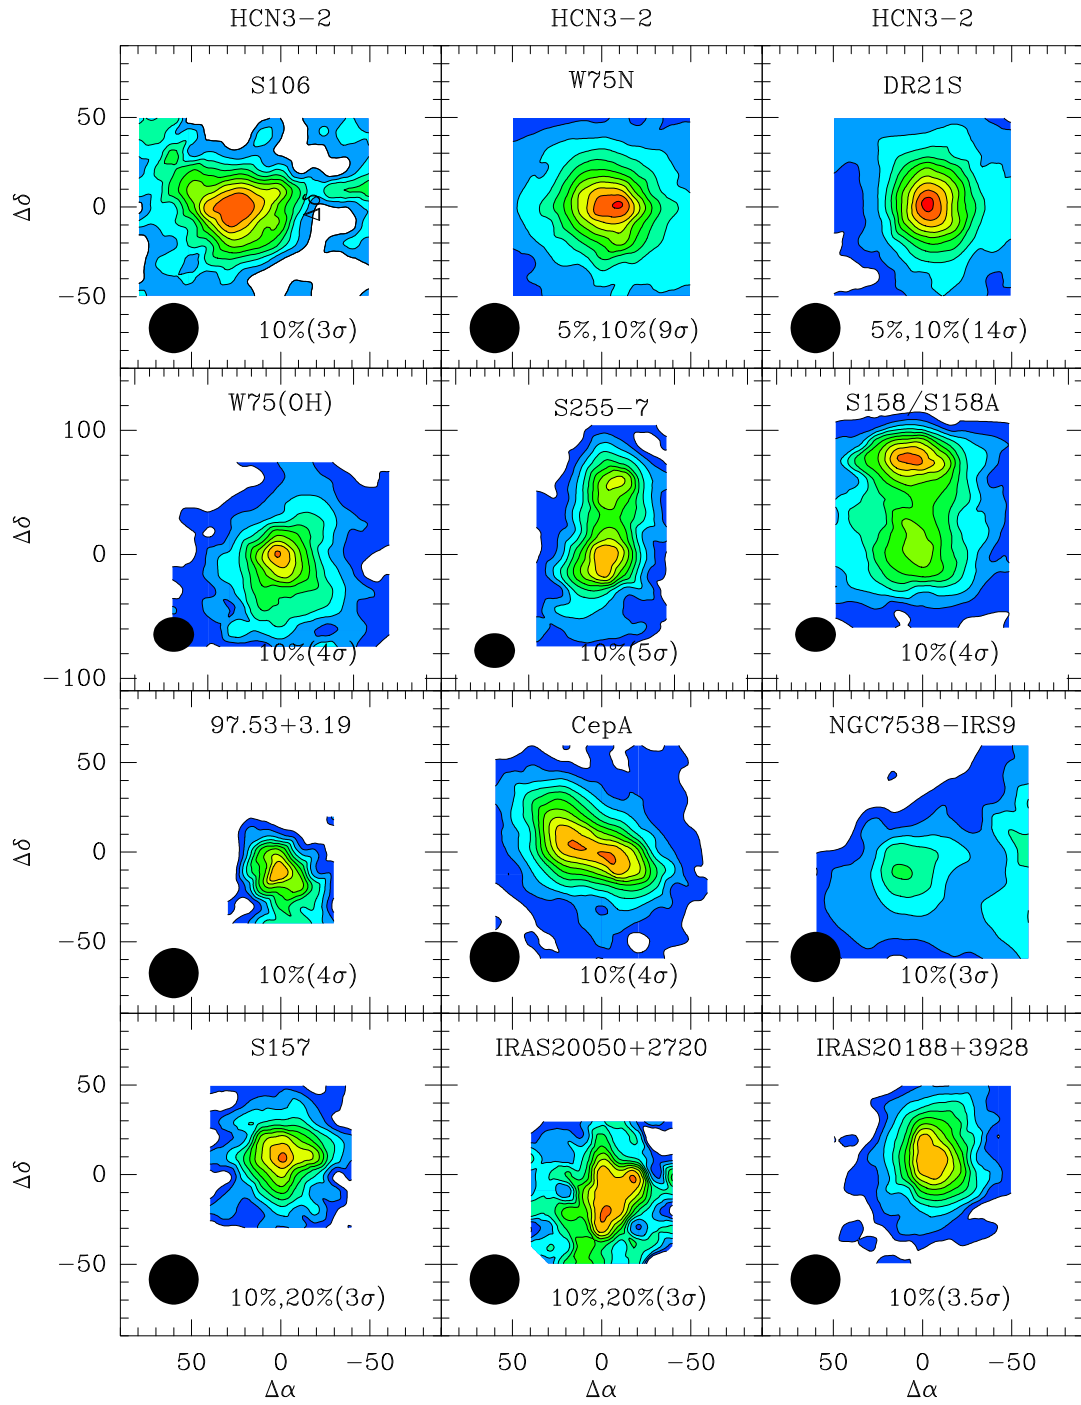 HCN3−2 HCN3−2 HCN3−2
S106 W75N DR21S
50
0
−50
Δδ
10%(3σ) 5%,10%(9σ) 5%,10%(14σ)
W75(OH) S255−7 S158/S158A
100
0
−100
Δδ
10%(4σ) 10%(5σ) 10%(4σ)
97.53+3.19 CepA NGC7538−IRS9
50
0
−50
Δδ
10%(4σ) 10%(4σ) 10%(3σ)
S157 IRAS20050+2720 IRAS20188+3928
50
0
−50
Δδ
10%,20%(3σ) 10%,20%(3σ) 10%(3.5σ)
50 0 −50 50 0 −50 50 0 −50
Δα Δα Δα